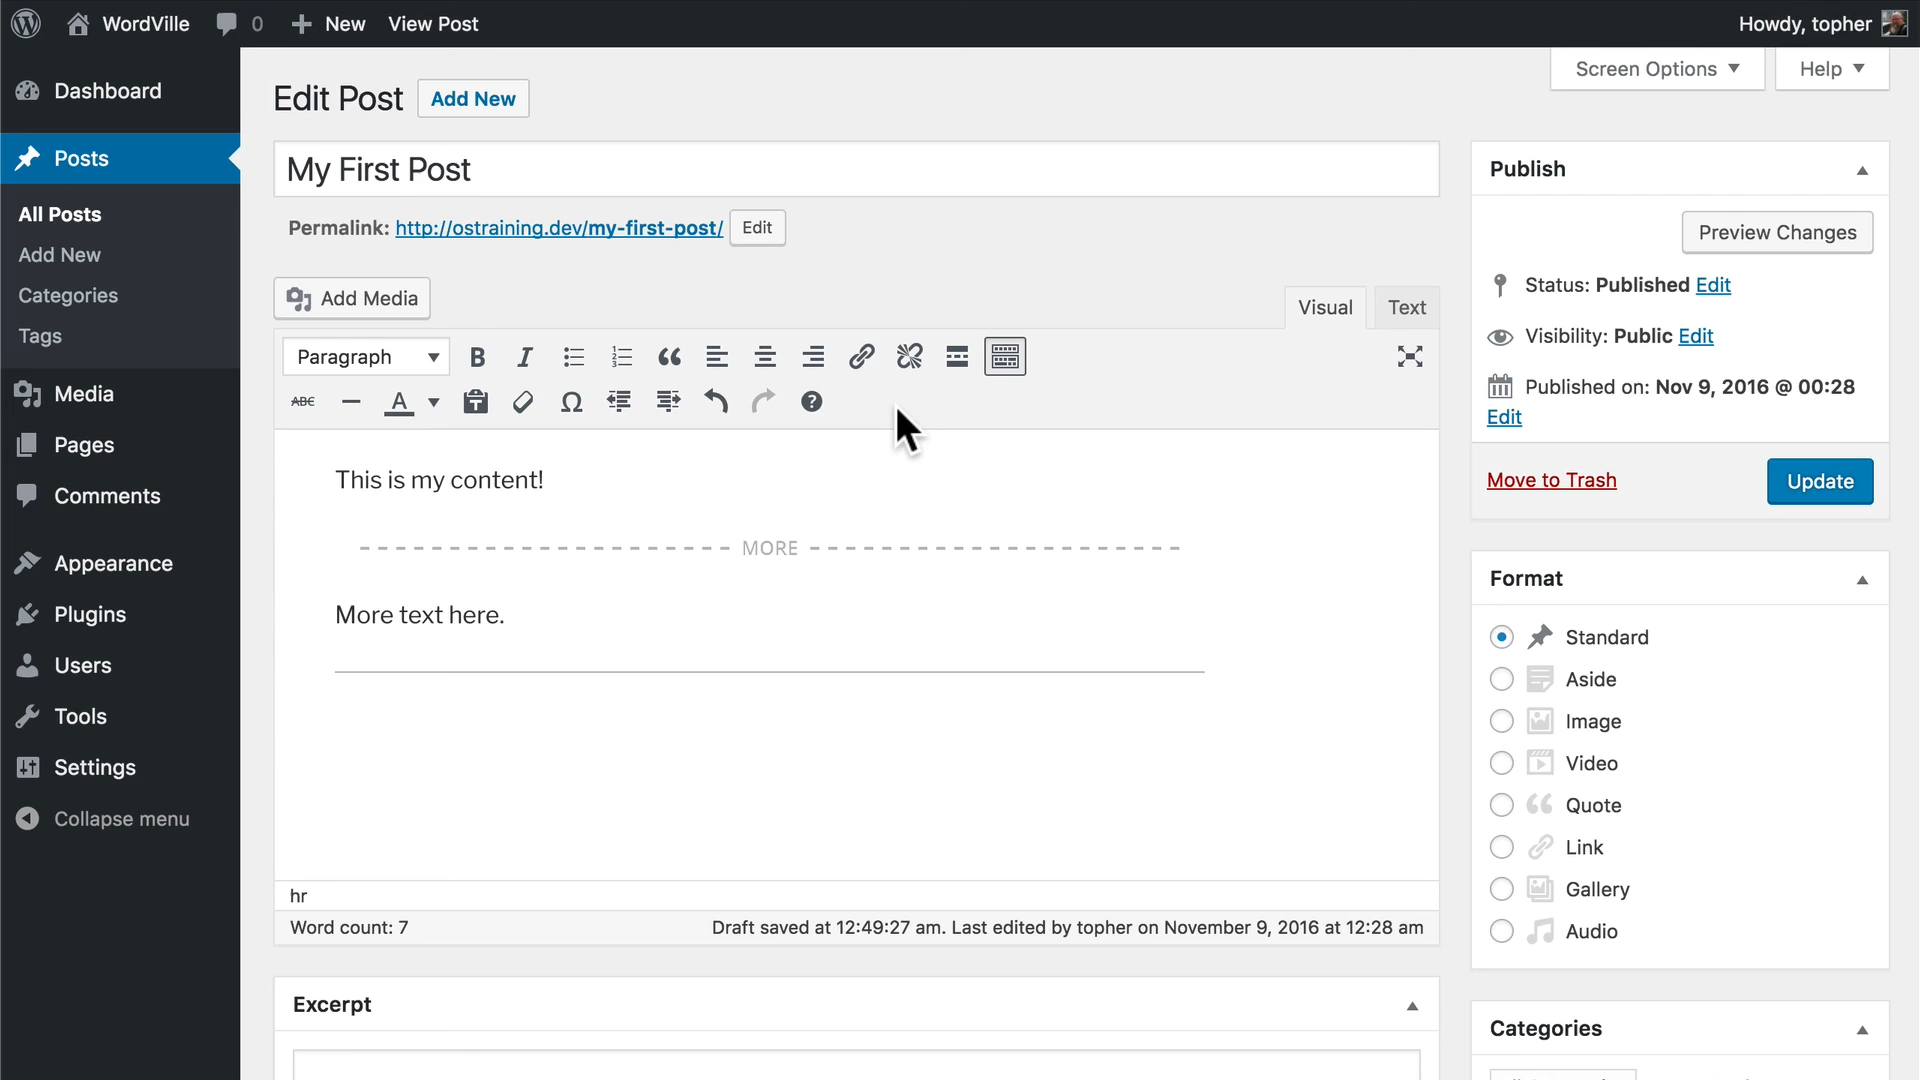 WordVille 0 New View Post Howdy, topher
Screen Options Help
Dashboard
Posts
All Posts
Add New
Categories
Tags
Media
Pages
Comments
Appearance
Plugins
Users
Tools
Settings
Collapse menu
Edit Post Add New
My First Post
Permalink: http://ostraining.dev/my-first-post/ Edit
Add Media
Visual Text
Paragraph B I
ABC A
This is my content!
MORE
More text here.
hr
Word count: 7 Draft saved at 12:49:27 am. Last edited by topher on November 9, 2016 at 12:28 am
Excerpt
Publish
Preview Changes
Status: Published Edit
Visibility: Public Edit
Published on: Nov 9, 2016 @ 00:28
Edit
Move to Trash Update
Format
Standard
Aside
Image
Video
Quote
Link
Gallery
Audio
Categories